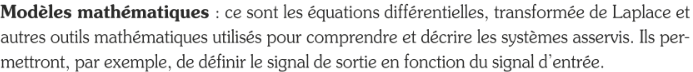 Modèles mathématiques : ce sont les équations différentielles, transformée de Laplace et
autres outils mathématiques utilisés pour comprendre et décrire les systèmes asservis. Ils per-
mettront, par exemple, de définir le signal de sortie en fonction du signal d’entrée.